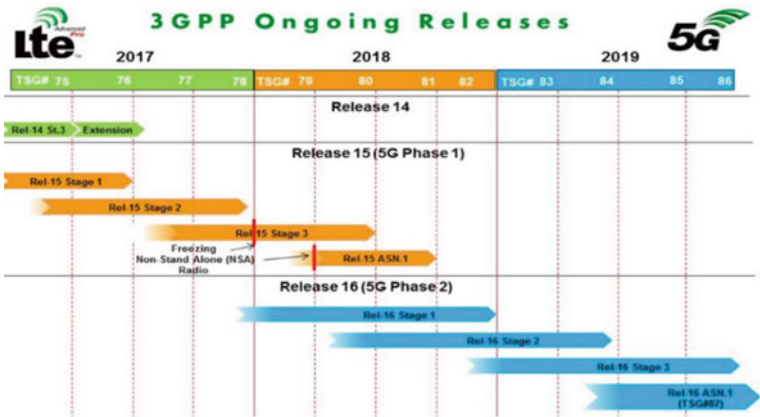 3GPP Ongoing Releases
LTE Advanced Pro
5G
2017 2018 2019
TSG# 75 76 77 78 TSG# 79 80 81 82 TSG# 83 84 85 86
Release 14
Rel-14 St.3 Extension
Release 15 (5G Phase 1)
Rel-15 Stage 1
Rel-15 Stage 2
Rel-15 Stage 3
Freezing
Non-Stand Alone (NSA)
Radio
Rel-15 ASN.1
Release 16 (5G Phase 2)
Rel-16 Stage 1
Rel-16 Stage 2
Rel-16 Stage 3
Rel-16 ASN.1
(TSG#87)